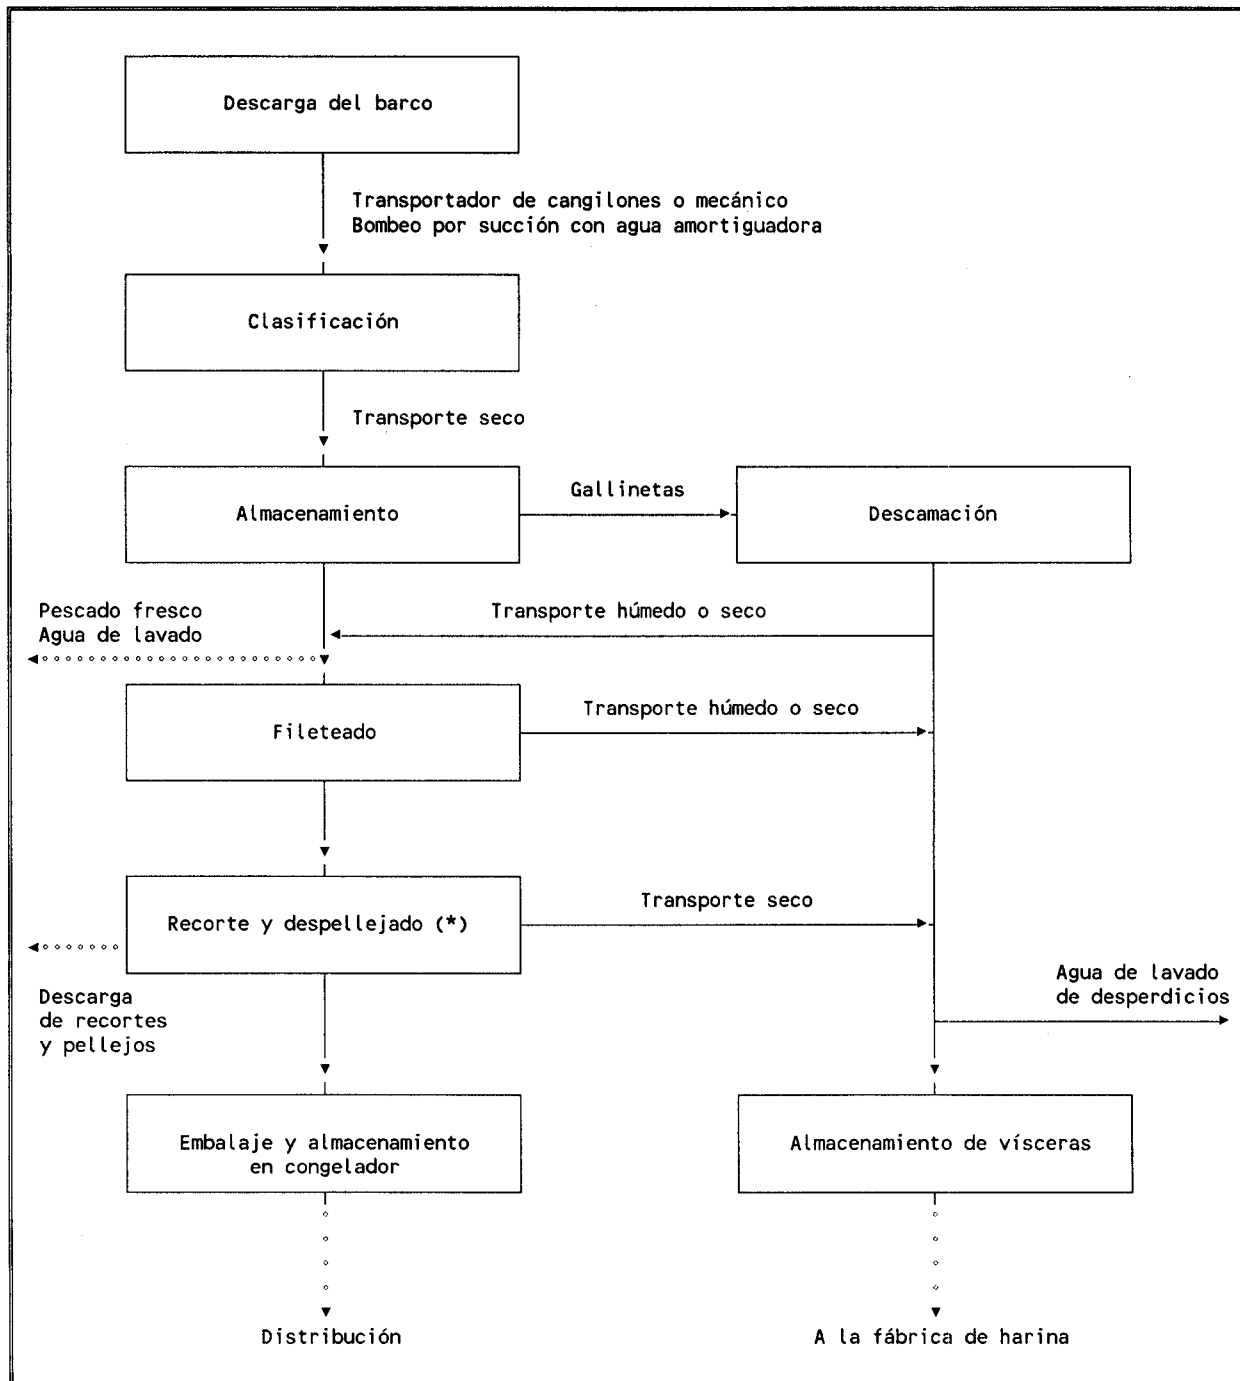 Descarga del barco
Transportador de cangilones o mecánico
Bombeo por succión con agua amortiguadora
Clasificación
Transporte seco
Almacenamiento
Gallinetas
Descamación
Pescado fresco
Agua de lavado
Transporte húmedo o seco
Fileteado
Transporte húmedo o seco
Recorte y despellejado (*)
Transporte seco
Descarga
de recortes
y pellejos
Agua de lavado
de desperdicios
Embalaje y almacenamiento
en congelador
Almacenamiento de vísceras
Distribución
A la fábrica de harina